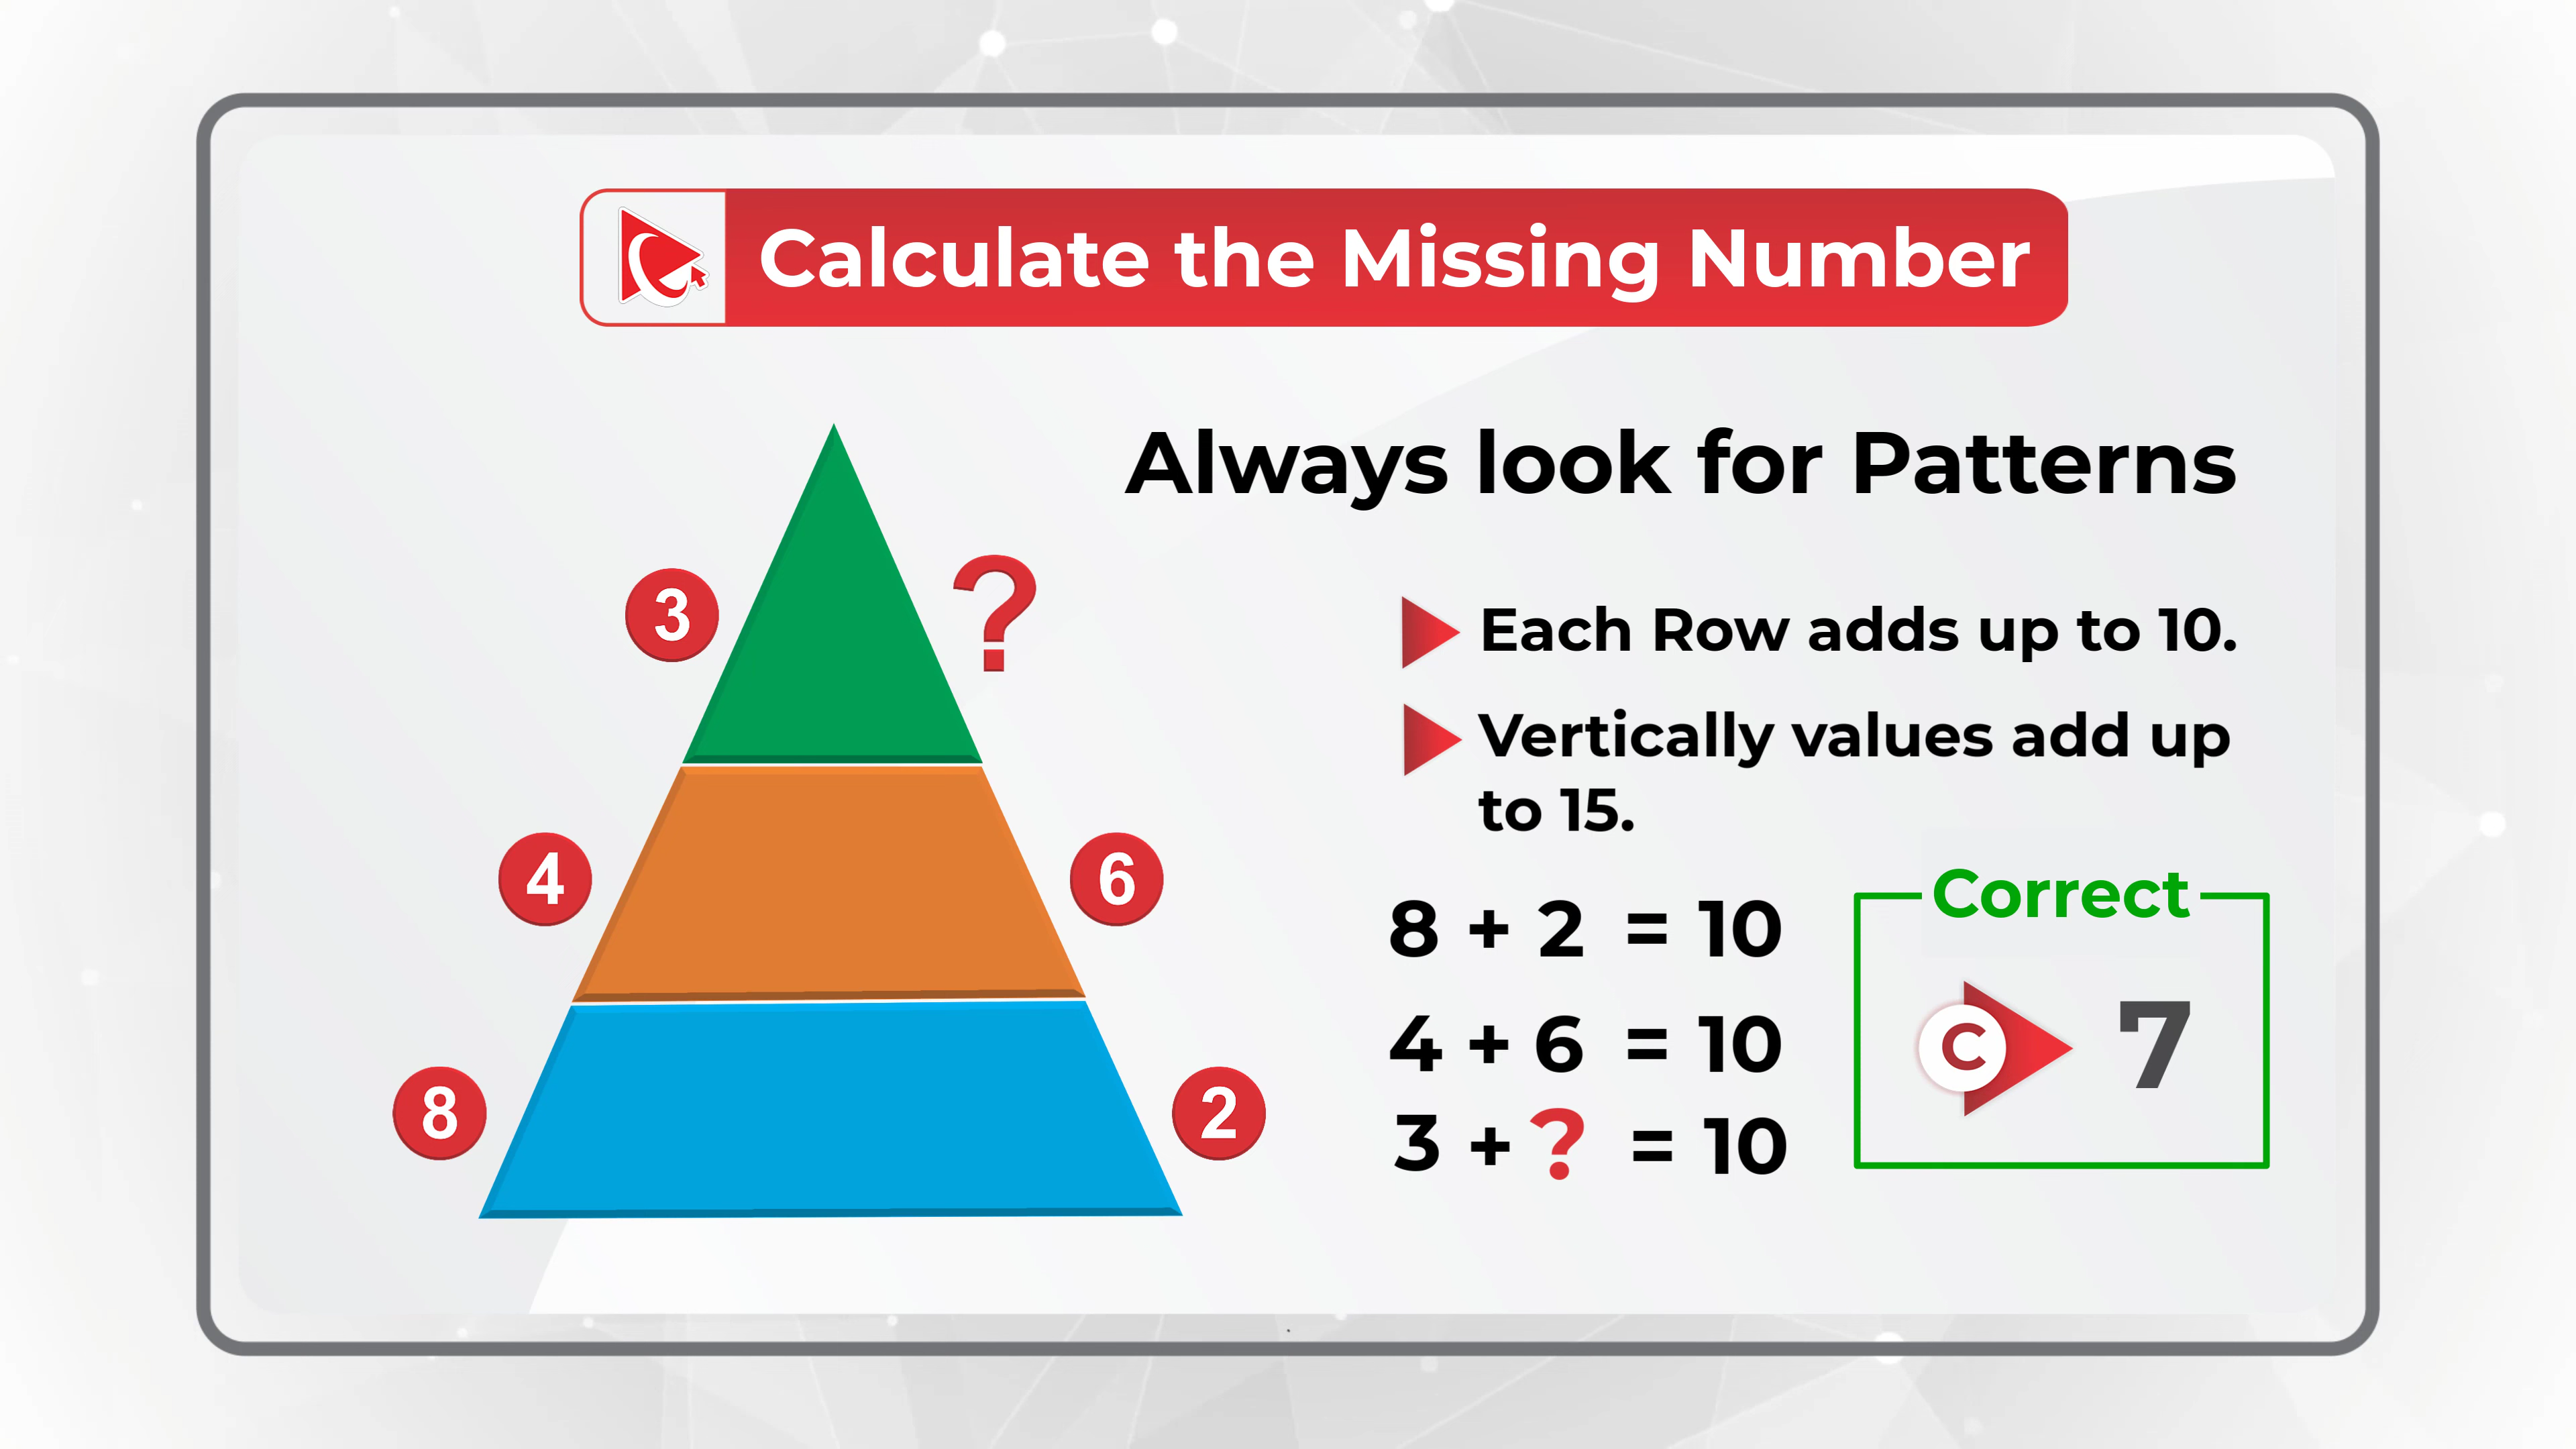 Calculate the Missing Number
Always look for Patterns
3
?
4
6
8
2
Each Row adds up to 10.
Vertically values add up
to 15.
8 + 2 = 10
4 + 6 = 10
3 + ? = 10
Correct
C 7